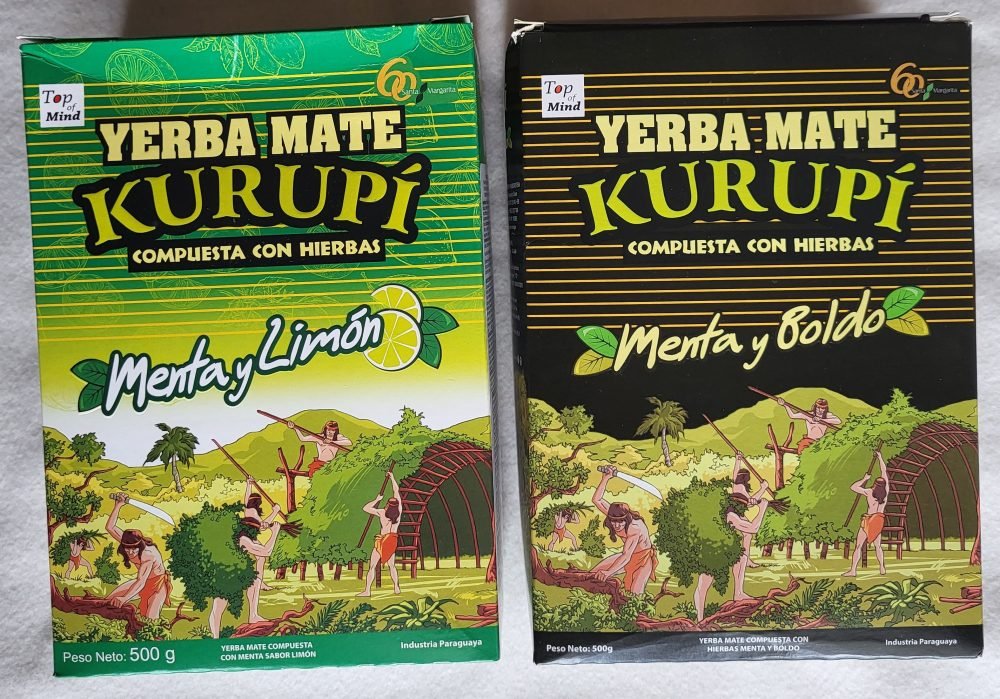 Top
of
Mind
60
Santa Margarita
YERBA MATE
KURUPÍ
COMPUESTA CON HIERBAS
Menta y Limón
Peso Neto: 500 g
YERBA MATE COMPUESTA
CON MENTA SABOR LIMÓN
Industria Paraguaya
Top
of
Mind
60
Santa Margarita
YERBA MATE
KURUPÍ
COMPUESTA CON HIERBAS
Menta y Boldo
Peso Neto: 500g
YERBA MATE COMPUESTA CON
HIERBAS MENTA Y BOLDO
Industria Paraguaya